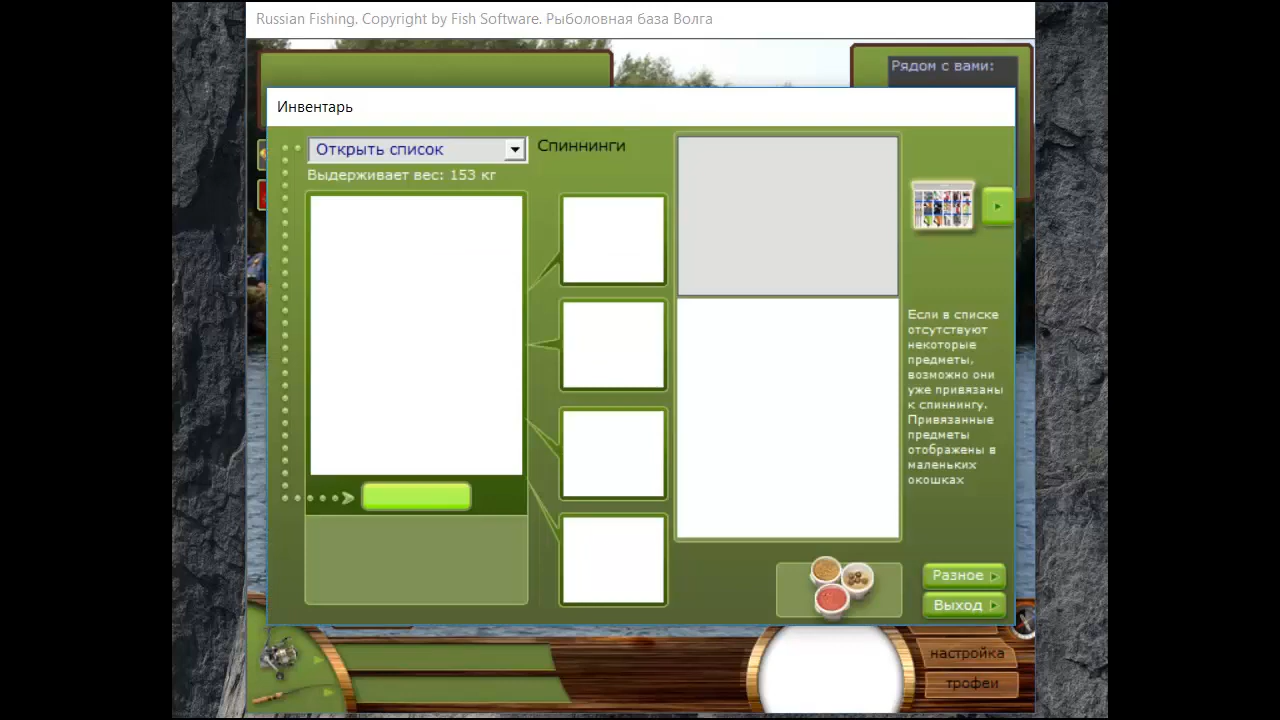 Russian Fishing. Copyright by Fish Software. Рыболовная база Волга
Рядом с вами:
Инвентарь
Открыть список
Спиннинги
Выдерживает вес: 153 кг
Если в списке
отсутствуют
некоторые
предметы,
возможно они
уже привязаны
к спиннингу.
Привязанные
предметы
отображены в
маленьких
окошках
Разное
Выход
настройка
трофеи